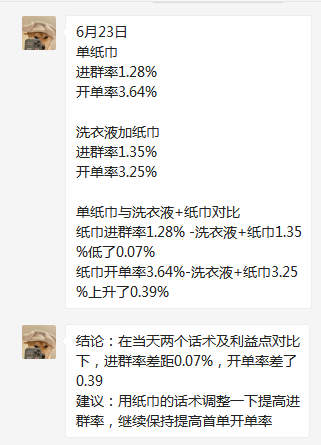 6月23日
单纸巾
进群率1.28%
开单率3.64%
洗衣液加纸巾
进群率1.35%
开单率3.25%
单纸巾与洗衣液+纸巾对比
纸巾进群率1.28% -洗衣液+纸巾1.35
%低了0.07%
纸巾开单率3.64%-洗衣液+纸巾3.25
%上升了0.39%
结论：在当天两个话术及利益点对比
下，进群率差距0.07%，开单率差了
0.39
建议：用纸巾的话术调整一下提高进
群率，继续保持提高首单开单率